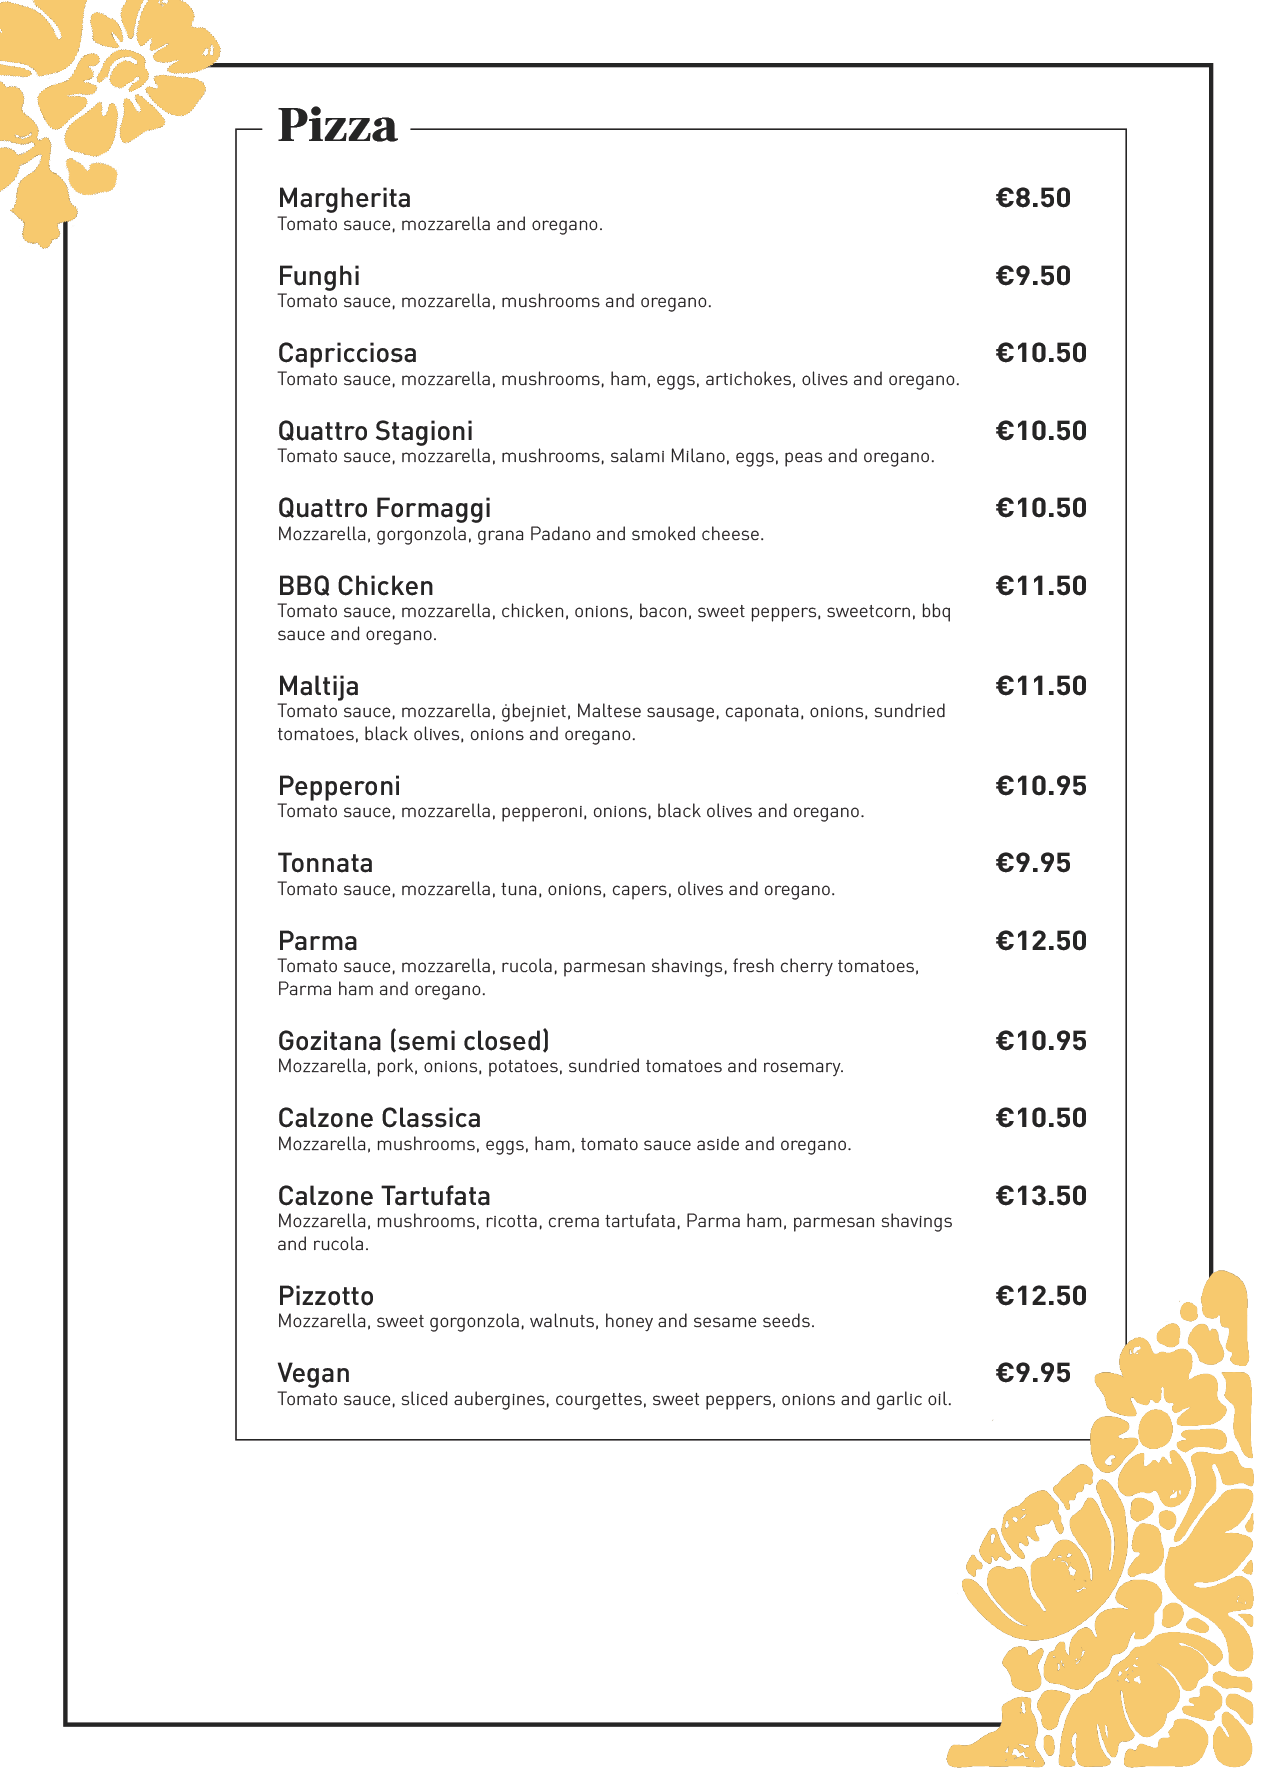 Pizza
Margherita €8.50
Tomato sauce, mozzarella and oregano.
Funghi €9.50
Tomato sauce, mozzarella, mushrooms and oregano.
Capricciosa €10.50
Tomato sauce, mozzarella, mushrooms, ham, eggs, artichokes, olives and oregano.
Quattro Stagioni €10.50
Tomato sauce, mozzarella, mushrooms, salami Milano, eggs, peas and oregano.
Quattro Formaggi €10.50
Mozzarella, gorgonzola, grana Padano and smoked cheese.
BBQ Chicken €11.50
Tomato sauce, mozzarella, chicken, onions, bacon, sweet peppers, sweetcorn, bbq
sauce and oregano.
Maltija €11.50
Tomato sauce, mozzarella, ġbejniet, Maltese sausage, caponata, onions, sundried
tomatoes, black olives, onions and oregano.
Pepperoni €10.95
Tomato sauce, mozzarella, pepperoni, onions, black olives and oregano.
Tonnata €9.95
Tomato sauce, mozzarella, tuna, onions, capers, olives and oregano.
Parma €12.50
Tomato sauce, mozzarella, rucola, parmesan shavings, fresh cherry tomatoes,
Parma ham and oregano.
Gozitana (semi closed) €10.95
Mozzarella, pork, onions, potatoes, sundried tomatoes and rosemary.
Calzone Classica €10.50
Mozzarella, mushrooms, eggs, ham, tomato sauce aside and oregano.
Calzone Tartufata €13.50
Mozzarella, mushrooms, ricotta, crema tartufata, Parma ham, parmesan shavings
and rucola.
Pizzotto €12.50
Mozzarella, sweet gorgonzola, walnuts, honey and sesame seeds.
Vegan €9.95
Tomato sauce, sliced aubergines, courgettes, sweet peppers, onions and garlic oil.